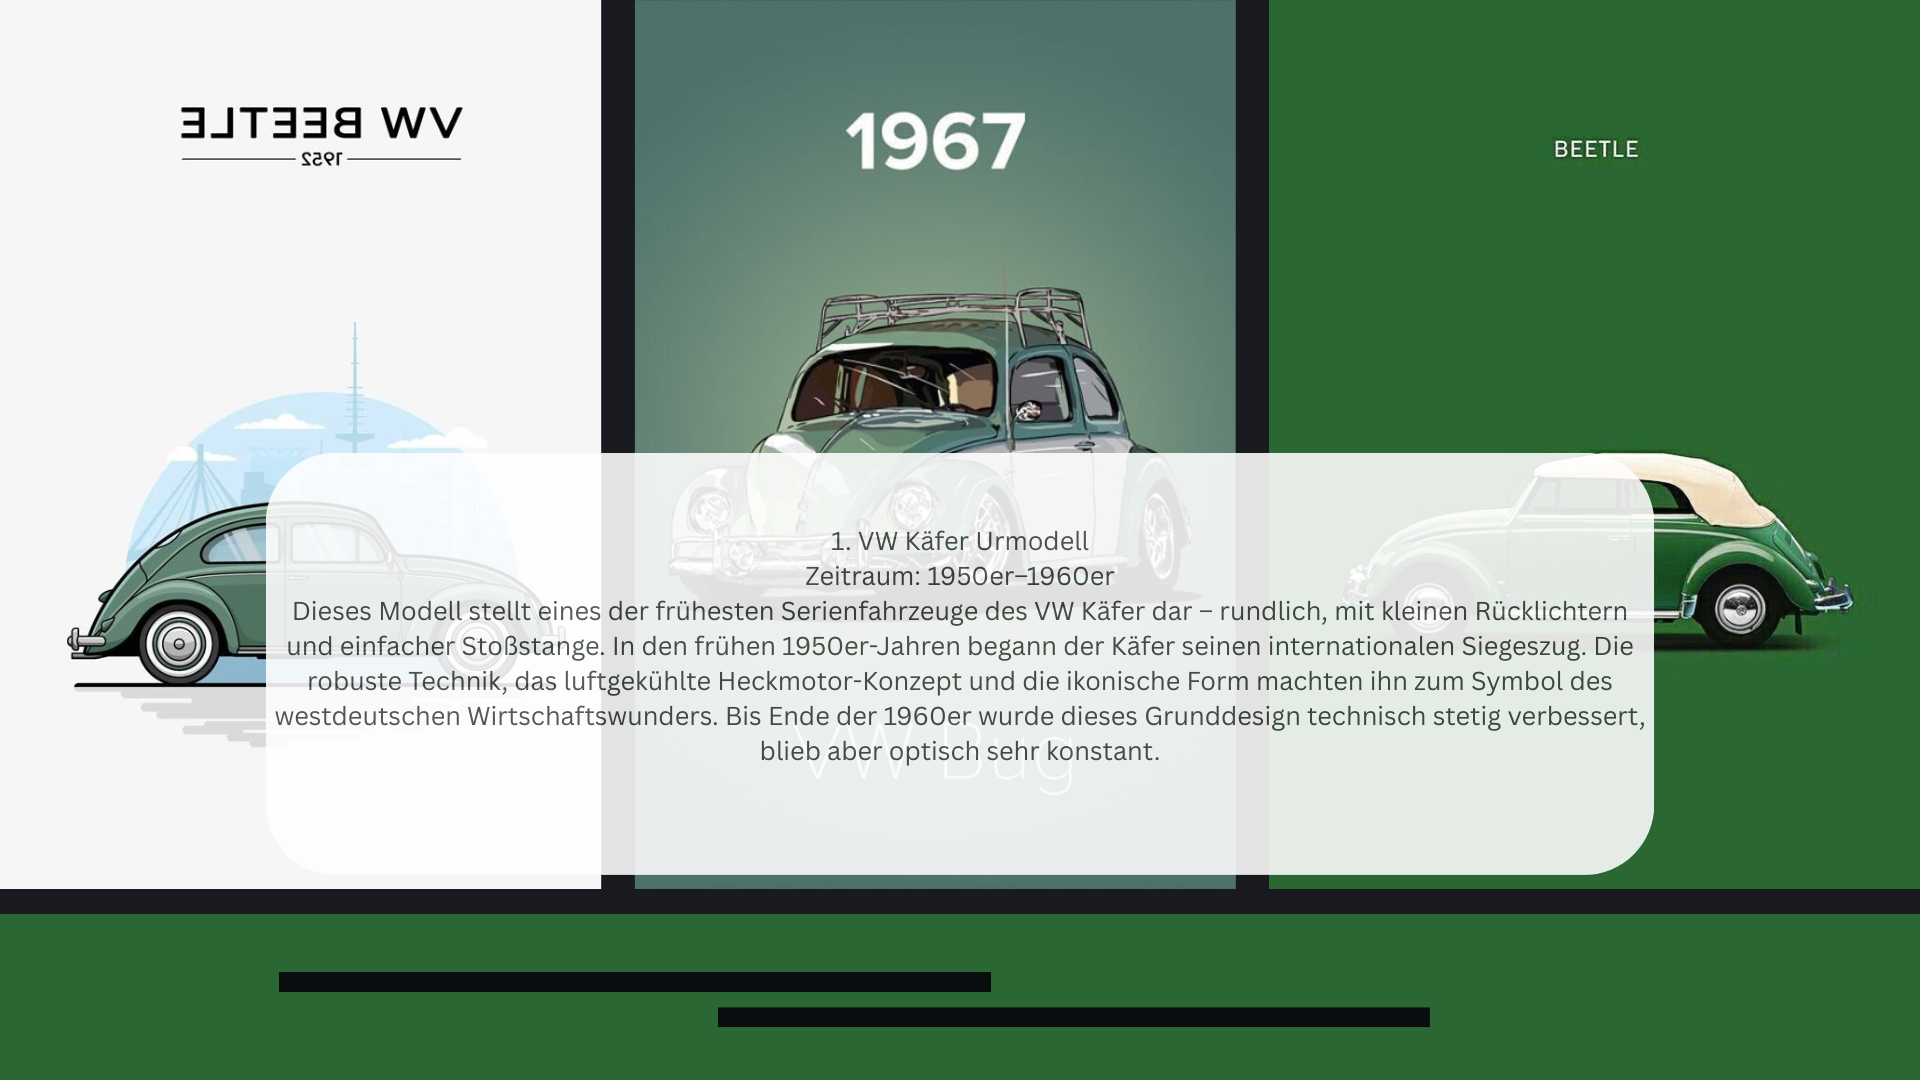 VW BEETLE
1952
1967
BEETLE
1. VW Käfer Urmodell
Zeitraum: 1950er–1960er
Dieses Modell stellt eines der frühesten Serienfahrzeuge des VW Käfer dar – rundlich, mit kleinen Rücklichtern
und einfacher Stoßstange. In den frühen 1950er-Jahren begann der Käfer seinen internationalen Siegeszug. Die
robuste Technik, das luftgekühlte Heckmotor-Konzept und die ikonische Form machten ihn zum Symbol des
westdeutschen Wirtschaftswunders. Bis Ende der 1960er wurde dieses Grunddesign technisch stetig verbessert,
blieb aber optisch sehr konstant.
VW Bug